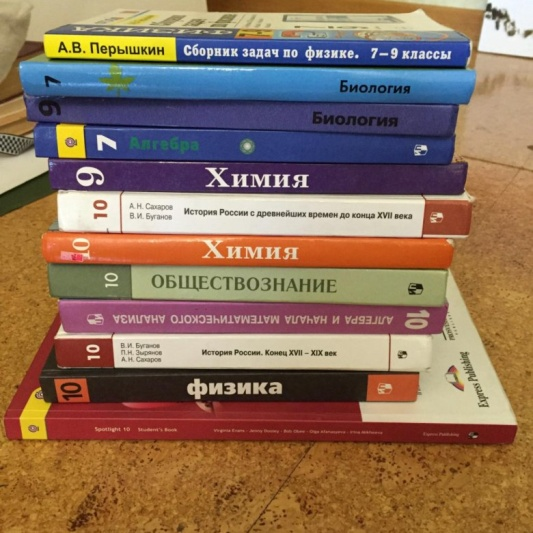 ФИЗИКА
А.В. Перышкин
Сборник задач по физике. 7–9 классы
7
Биология
9
Биология
7
Алгебра
9
Химия
10
А.Н. Сахаров
В.И. Буганов
История России с древнейших времен до конца XVII века
10
Химия
10
ОБЩЕСТВОЗНАНИЕ
АЛГЕБРА И НАЧАЛА МАТЕМАТИЧЕСКОГО АНАЛИЗА
10
10
В.И. Буганов
П.Н. Зырянов
А.Н. Сахаров
История России. Конец XVII – XIX век
10
физика
Express Publishing
Spotlight 10 Student's Book
Virginia Evans - Jenny Dooley - Bob Obee - Olga Afanasyeva - Irina Mikheeva
Express Publishing